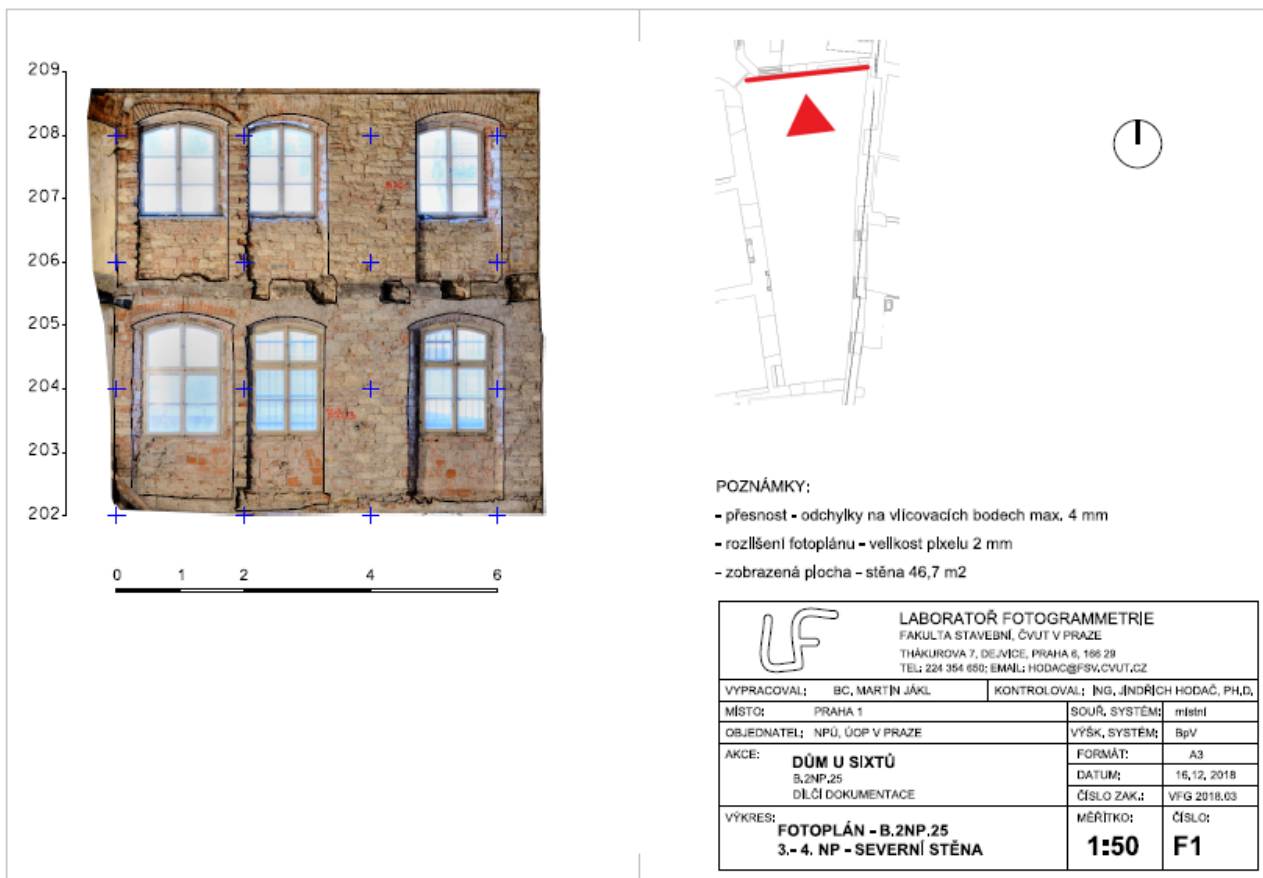 209
208
207
206
205
204
203
202
0 1 2 4 6
POZNÁMKY:
- přesnost - odchylky na vlícovacích bodech max. 4 mm
- rozlišení fotoplánu - velikost pixelu 2 mm
- zobrazená plocha - stěna 46,7 m2
LF
LABORATOŘ FOTOGRAMMETRIE
FAKULTA STAVEBNÍ, ČVUT V PRAZE
THÁKUROVA 7, DEJVICE, PRAHA 6, 166 29
TEL: 224 354 650; EMAIL: HODAC@FSV.CVUT.CZ
VYPRACOVAL: BC. MARTIN JÁKL
KONTROLOVAL: ING. JINDŘICH HODAČ, PH.D.
MÍSTO: PRAHA 1
SOUŘ. SYSTÉM: místní
OBJEDNATEL: NPÚ, ÚOP V PRAZE
VÝŠK. SYSTÉM: BpV
AKCE:
DŮM U SIXTŮ
B.2NP.25
DÍLČÍ DOKUMENTACE
FORMÁT: A3
DATUM: 16.12. 2018
ČÍSLO ZAK.: VFG 2018.03
VÝKRES:
FOTOPLÁN - B.2NP.25
3.- 4. NP - SEVERNÍ STĚNA
MĚŘÍTKO:
1:50
ČÍSLO:
F1